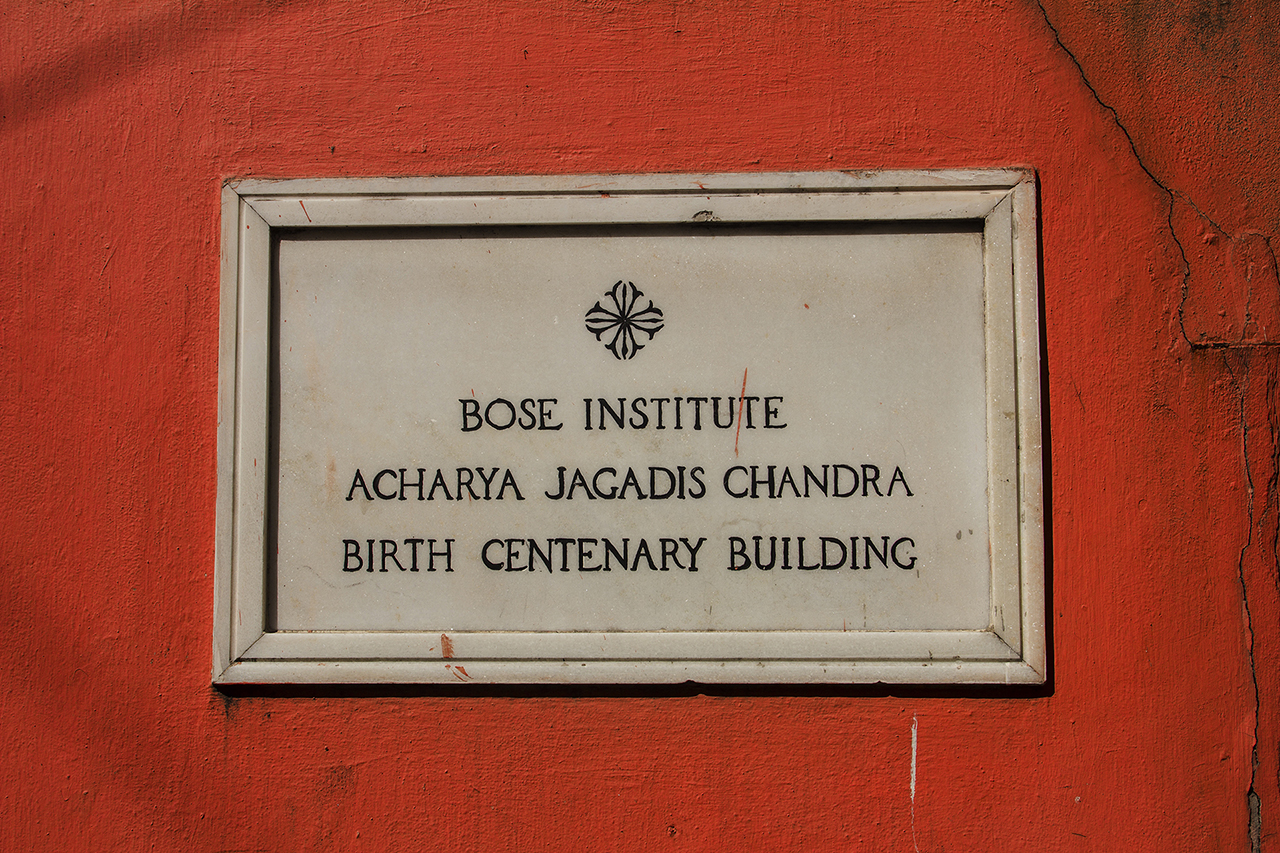 BOSE INSTITUTE
ACHARYA JAGADIS CHANDRA
BIRTH CENTENARY BUILDING